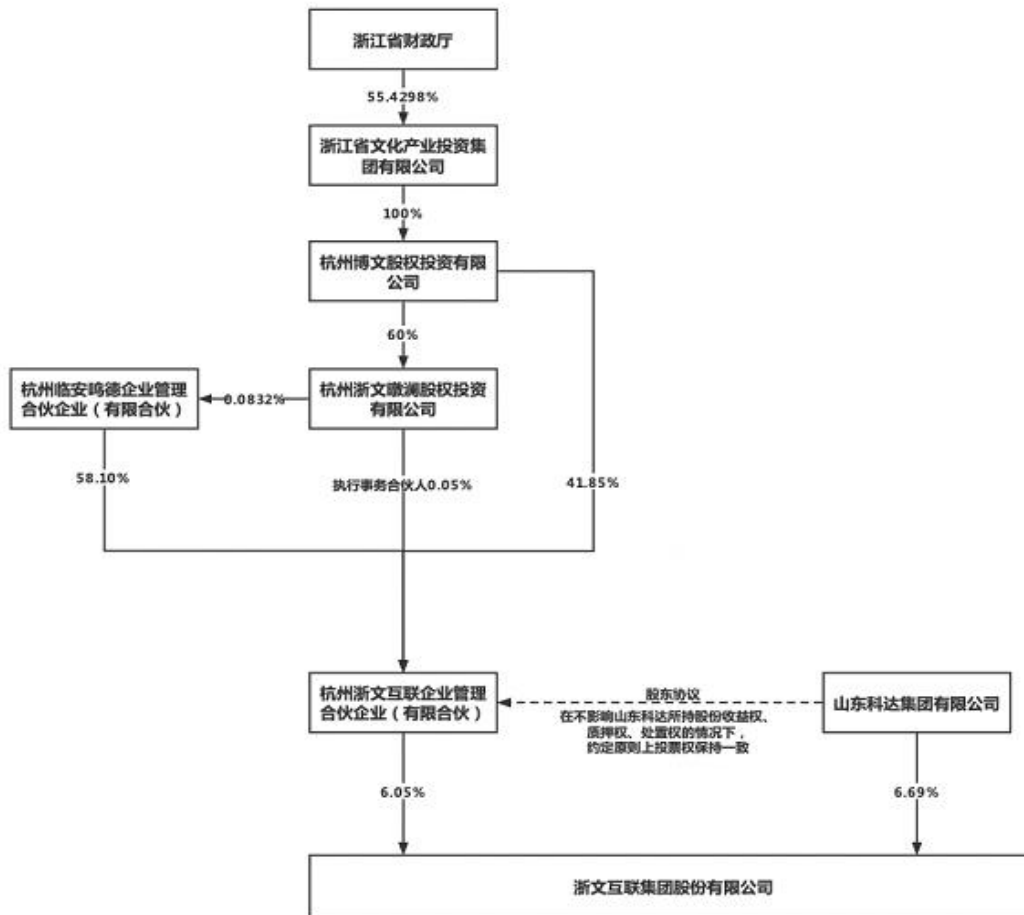 浙江省财政厅
55.4298%
浙江省文化产业投资集
团有限公司
100%
杭州博文股权投资有限
公司
60%
杭州临安鸣德企业管理
合伙企业（有限合伙）
0.0832%
杭州浙文暾澜股权投资
有限公司
58.10%
执行事务合伙人0.05%
41.85%
杭州浙文互联企业管理
合伙企业（有限合伙）
股东协议
在不影响山东科达所持股份收益权、
质押权、处置权的情况下，
约定原则上投票权保持一致
山东科达集团有限公司
6.05%
6.69%
浙文互联集团股份有限公司